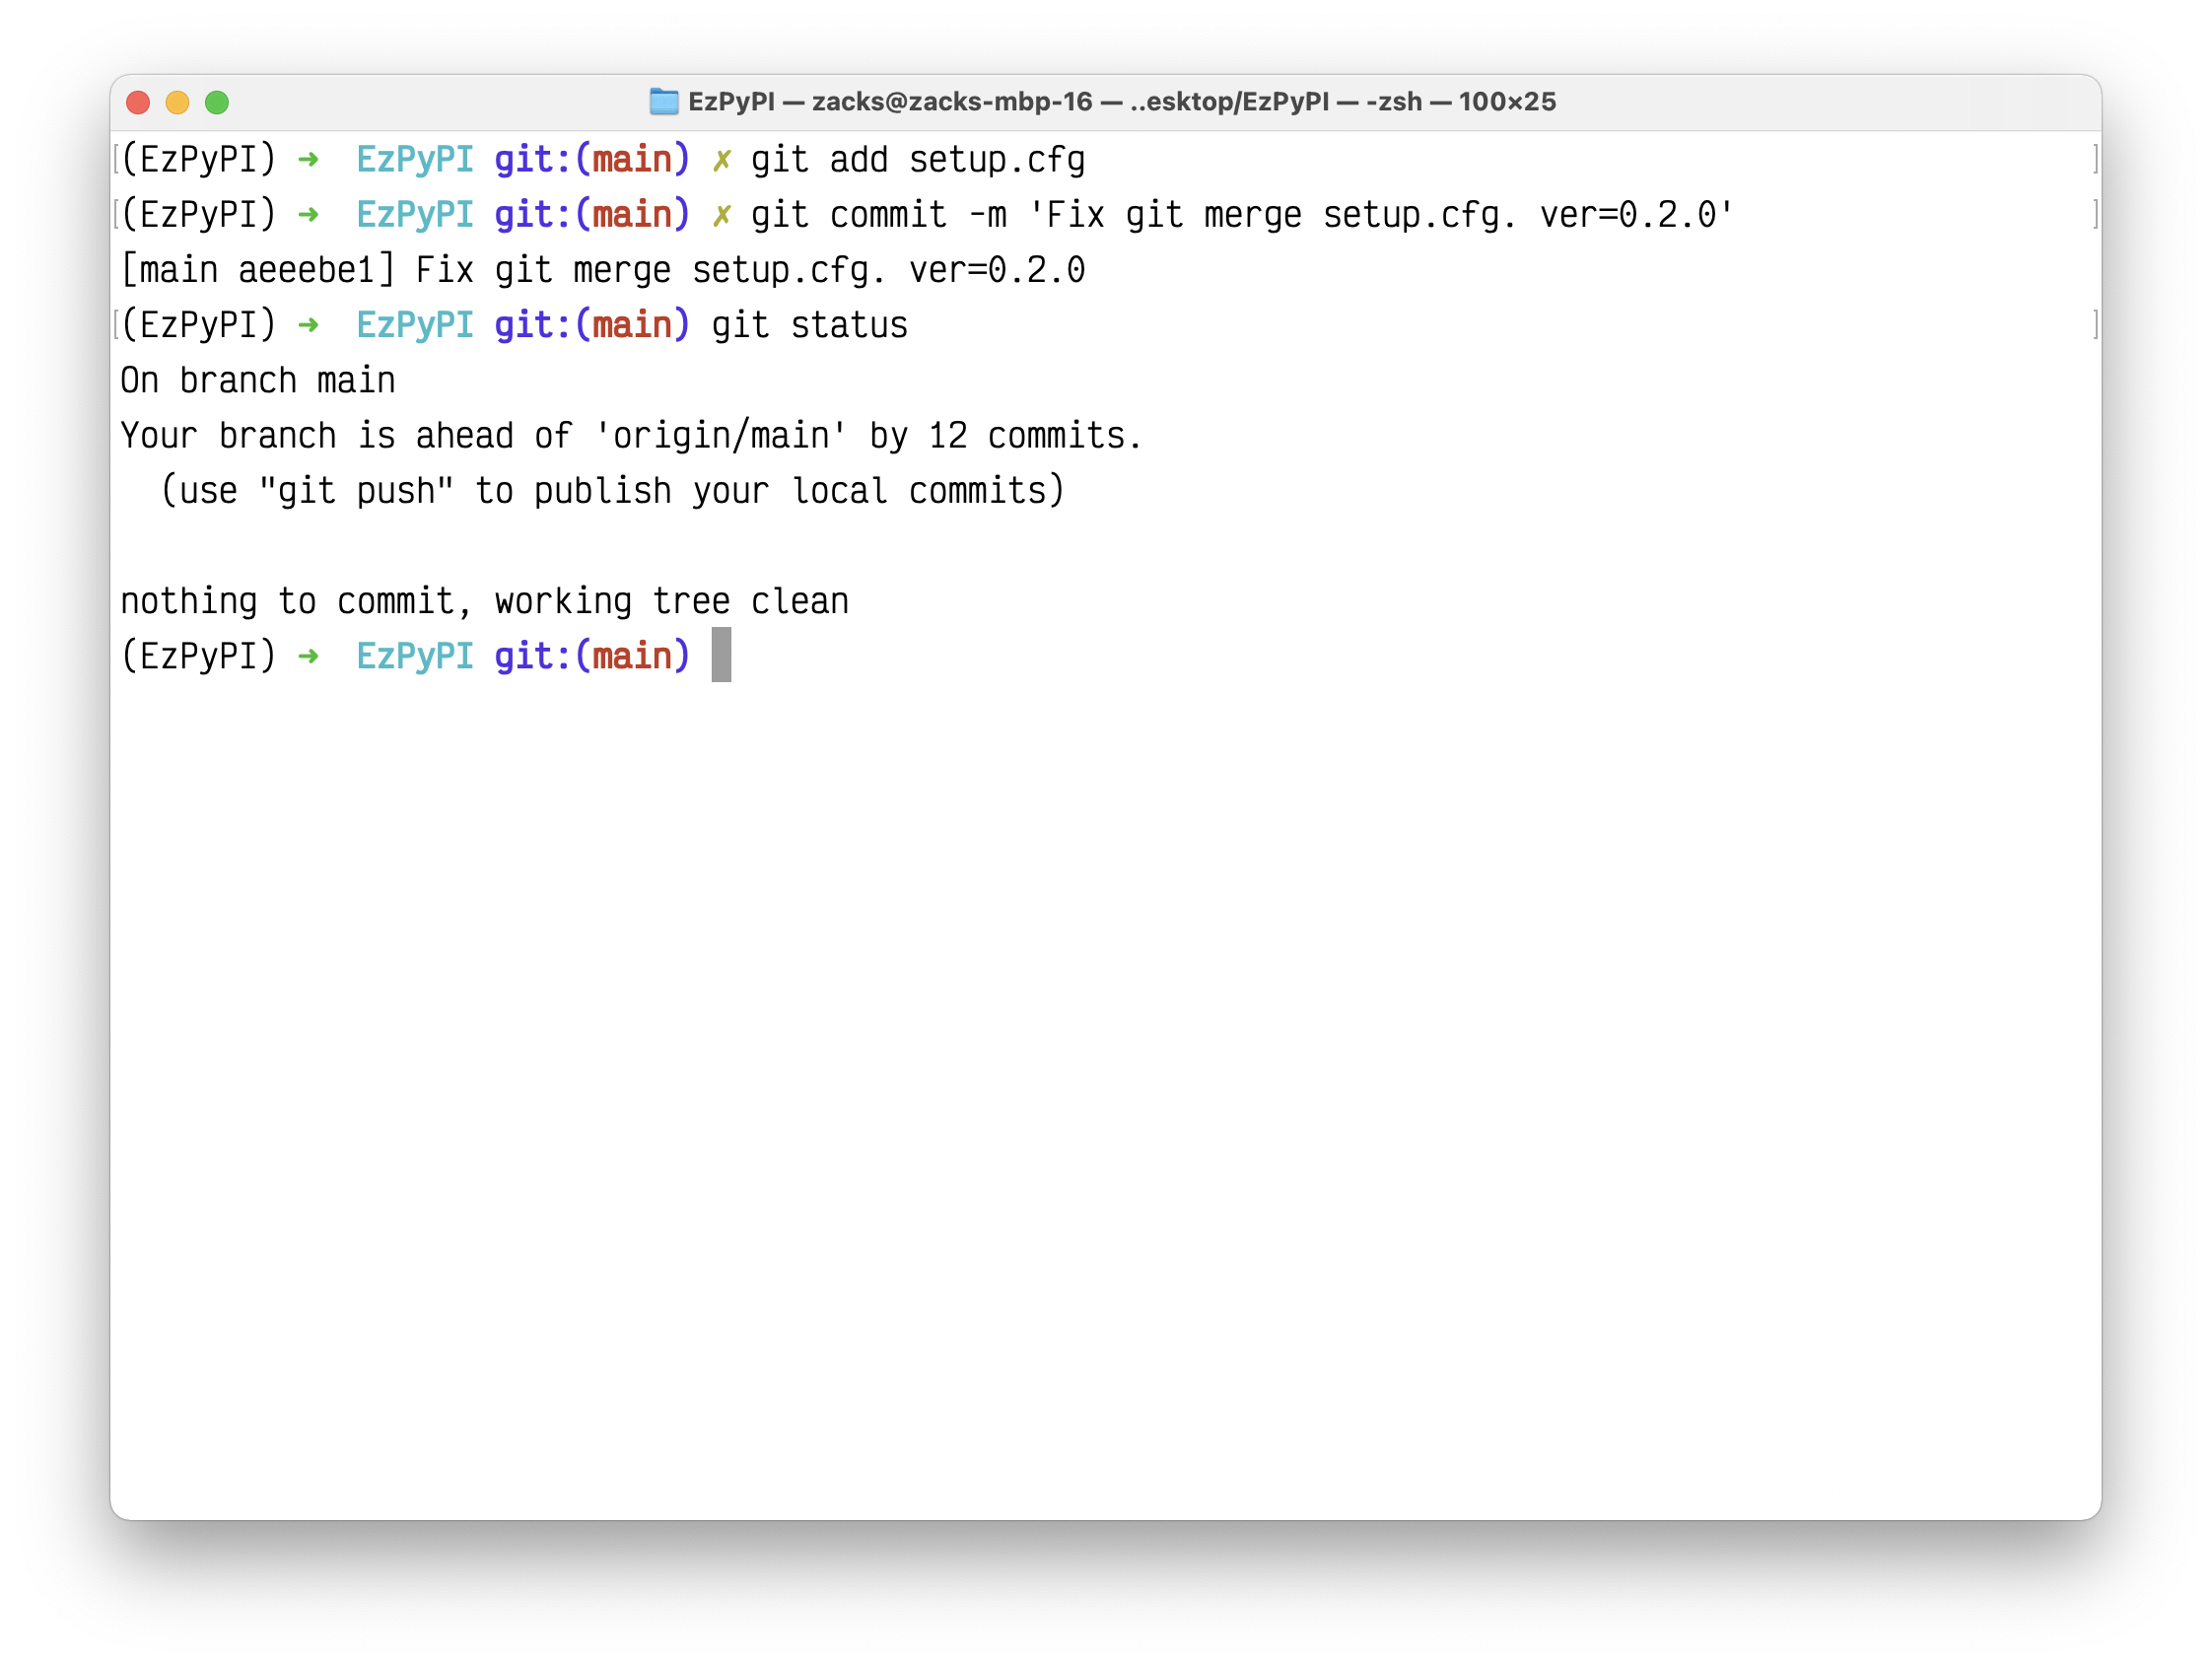 EzPyPI — zacks@zacks-mbp-16 — ..esktop/EzPyPI — -zsh — 100×25
[(EzPyPI) ➜  EzPyPI git:(main) ✗ git add setup.cfg ]
[(EzPyPI) ➜  EzPyPI git:(main) ✗ git commit -m 'Fix git merge setup.cfg. ver=0.2.0' ]
[main aeeebe1] Fix git merge setup.cfg. ver=0.2.0
[(EzPyPI) ➜  EzPyPI git:(main) git status ]
On branch main
Your branch is ahead of 'origin/main' by 12 commits.
  (use "git push" to publish your local commits)
nothing to commit, working tree clean
(EzPyPI) ➜  EzPyPI git:(main)